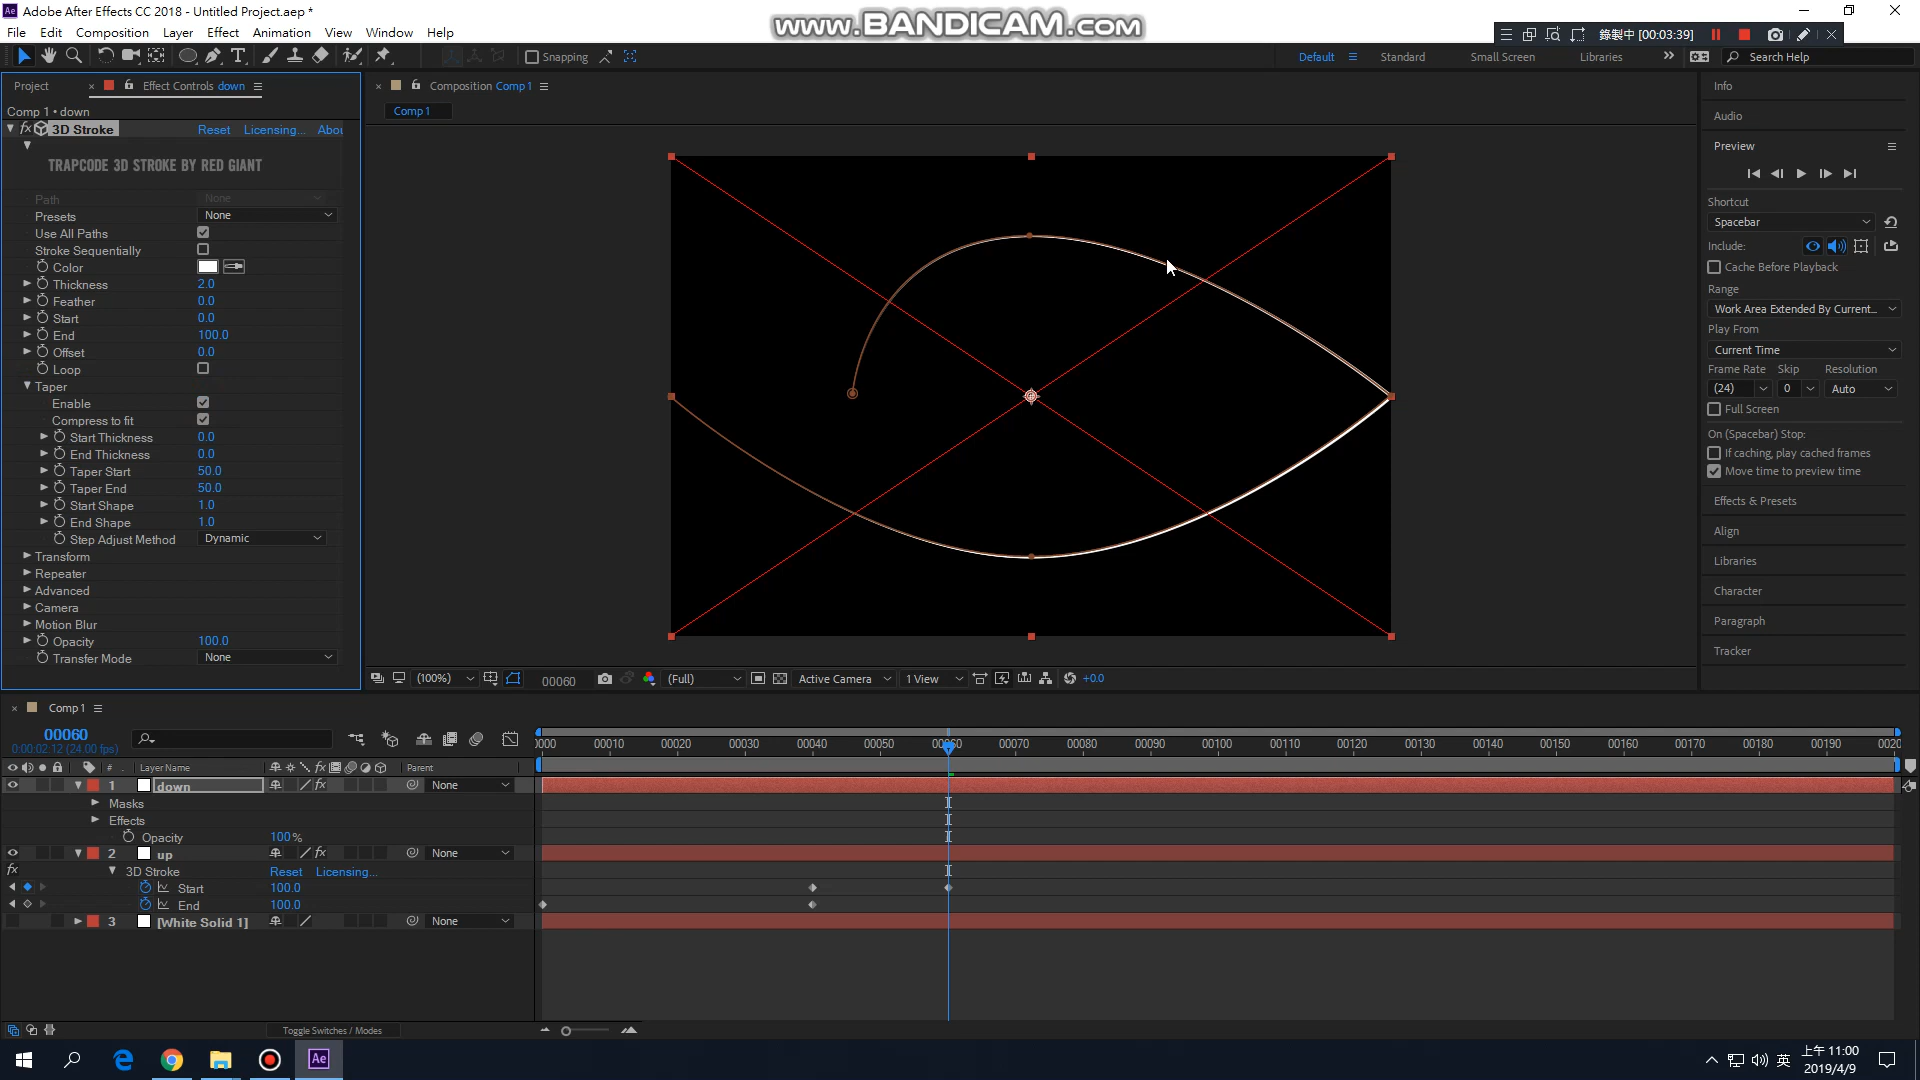 Adobe After Effects CC 2018 - Untitled Project.aep *
www.BANDICAM.com
File Edit Composition Layer Effect Animation View Window Help
錄製中 [00:03:39]
Snapping
Default Standard Small Screen Libraries Search Help
Project Effect Controls down
Composition Comp 1
Comp 1 • down
Comp 1
3D Stroke Reset Licensing... Abou
TRAPCODE 3D STROKE BY RED GIANT
Path None
Presets None
Use All Paths
Stroke Sequentially
Color
Thickness 2.0
Feather 0.0
Start 0.0
End 100.0
Offset 0.0
Loop
Taper
Enable
Compress to fit
Start Thickness 0.0
End Thickness 0.0
Taper Start 50.0
Taper End 50.0
Start Shape 1.0
End Shape 1.0
Step Adjust Method Dynamic
Transform
Repeater
Advanced
Camera
Motion Blur
Opacity 100.0
Transfer Mode None
(100%) 00060 (Full) Active Camera 1 View +0.0
Info
Audio
Preview
Shortcut
Spacebar
Include:
Cache Before Playback
Range
Work Area Extended By Current...
Play From
Current Time
Frame Rate Skip Resolution
(24) 0 Auto
Full Screen
On (Spacebar) Stop:
If caching, play cached frames
Move time to preview time
Effects & Presets
Align
Libraries
Character
Paragraph
Tracker
Comp 1
00060
0:00:02:12 (24.00 fps)
0000 00010 00020 00030 00040 00050 00060 00070 00080 00090 00100 00110 00120 00130 00140 00150 00160 00170 00180 00190 0020
# Layer Name Parent
1 down None
Masks
Effects
Opacity 100%
2 up None
3D Stroke Reset Licensing...
Start 100.0
End 100.0
3 [White Solid 1] None
Toggle Switches / Modes
Ae
英 上午 11:00
2019/4/9